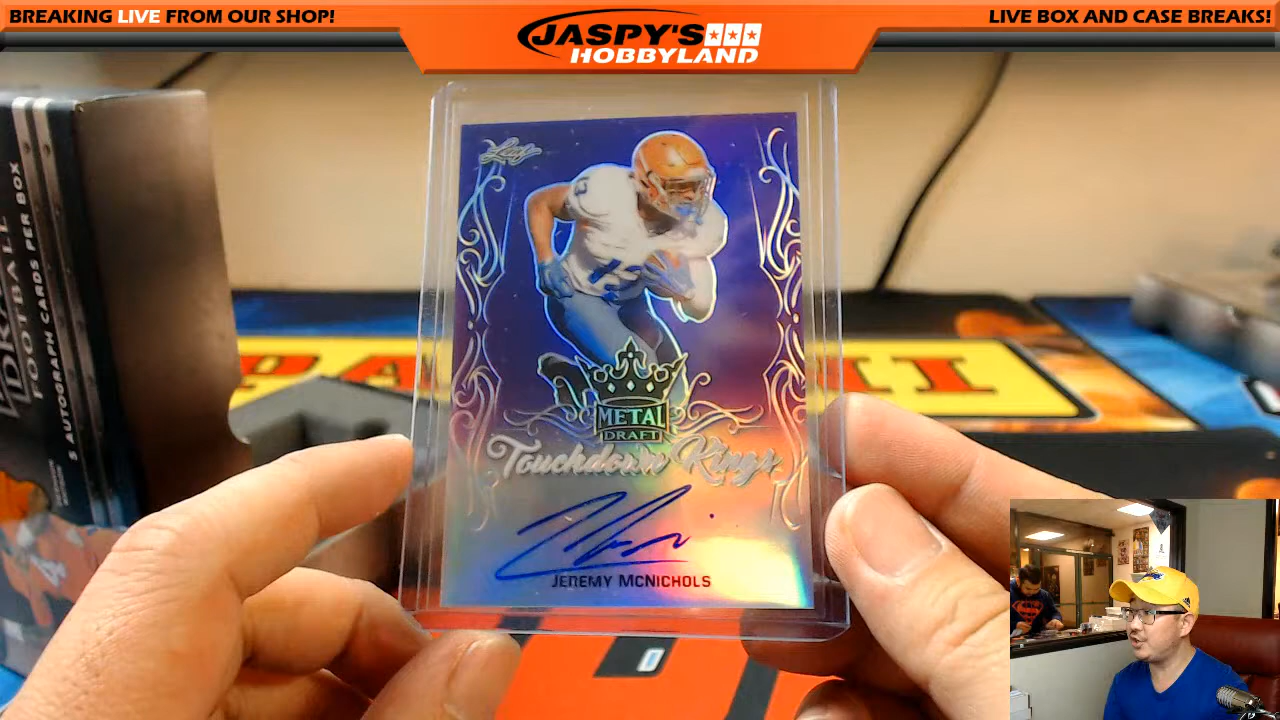 BREAKING LIVE FROM OUR SHOP!
JASPY'S
HOBBYLAND
LIVE BOX AND CASE BREAKS!
Leaf
METAL
DRAFT
Touchdown Kings
JEREMY MCNICHOLS
DRAFT
FOOTBALL
5 AUTOGRAPH CARDS PER BOX